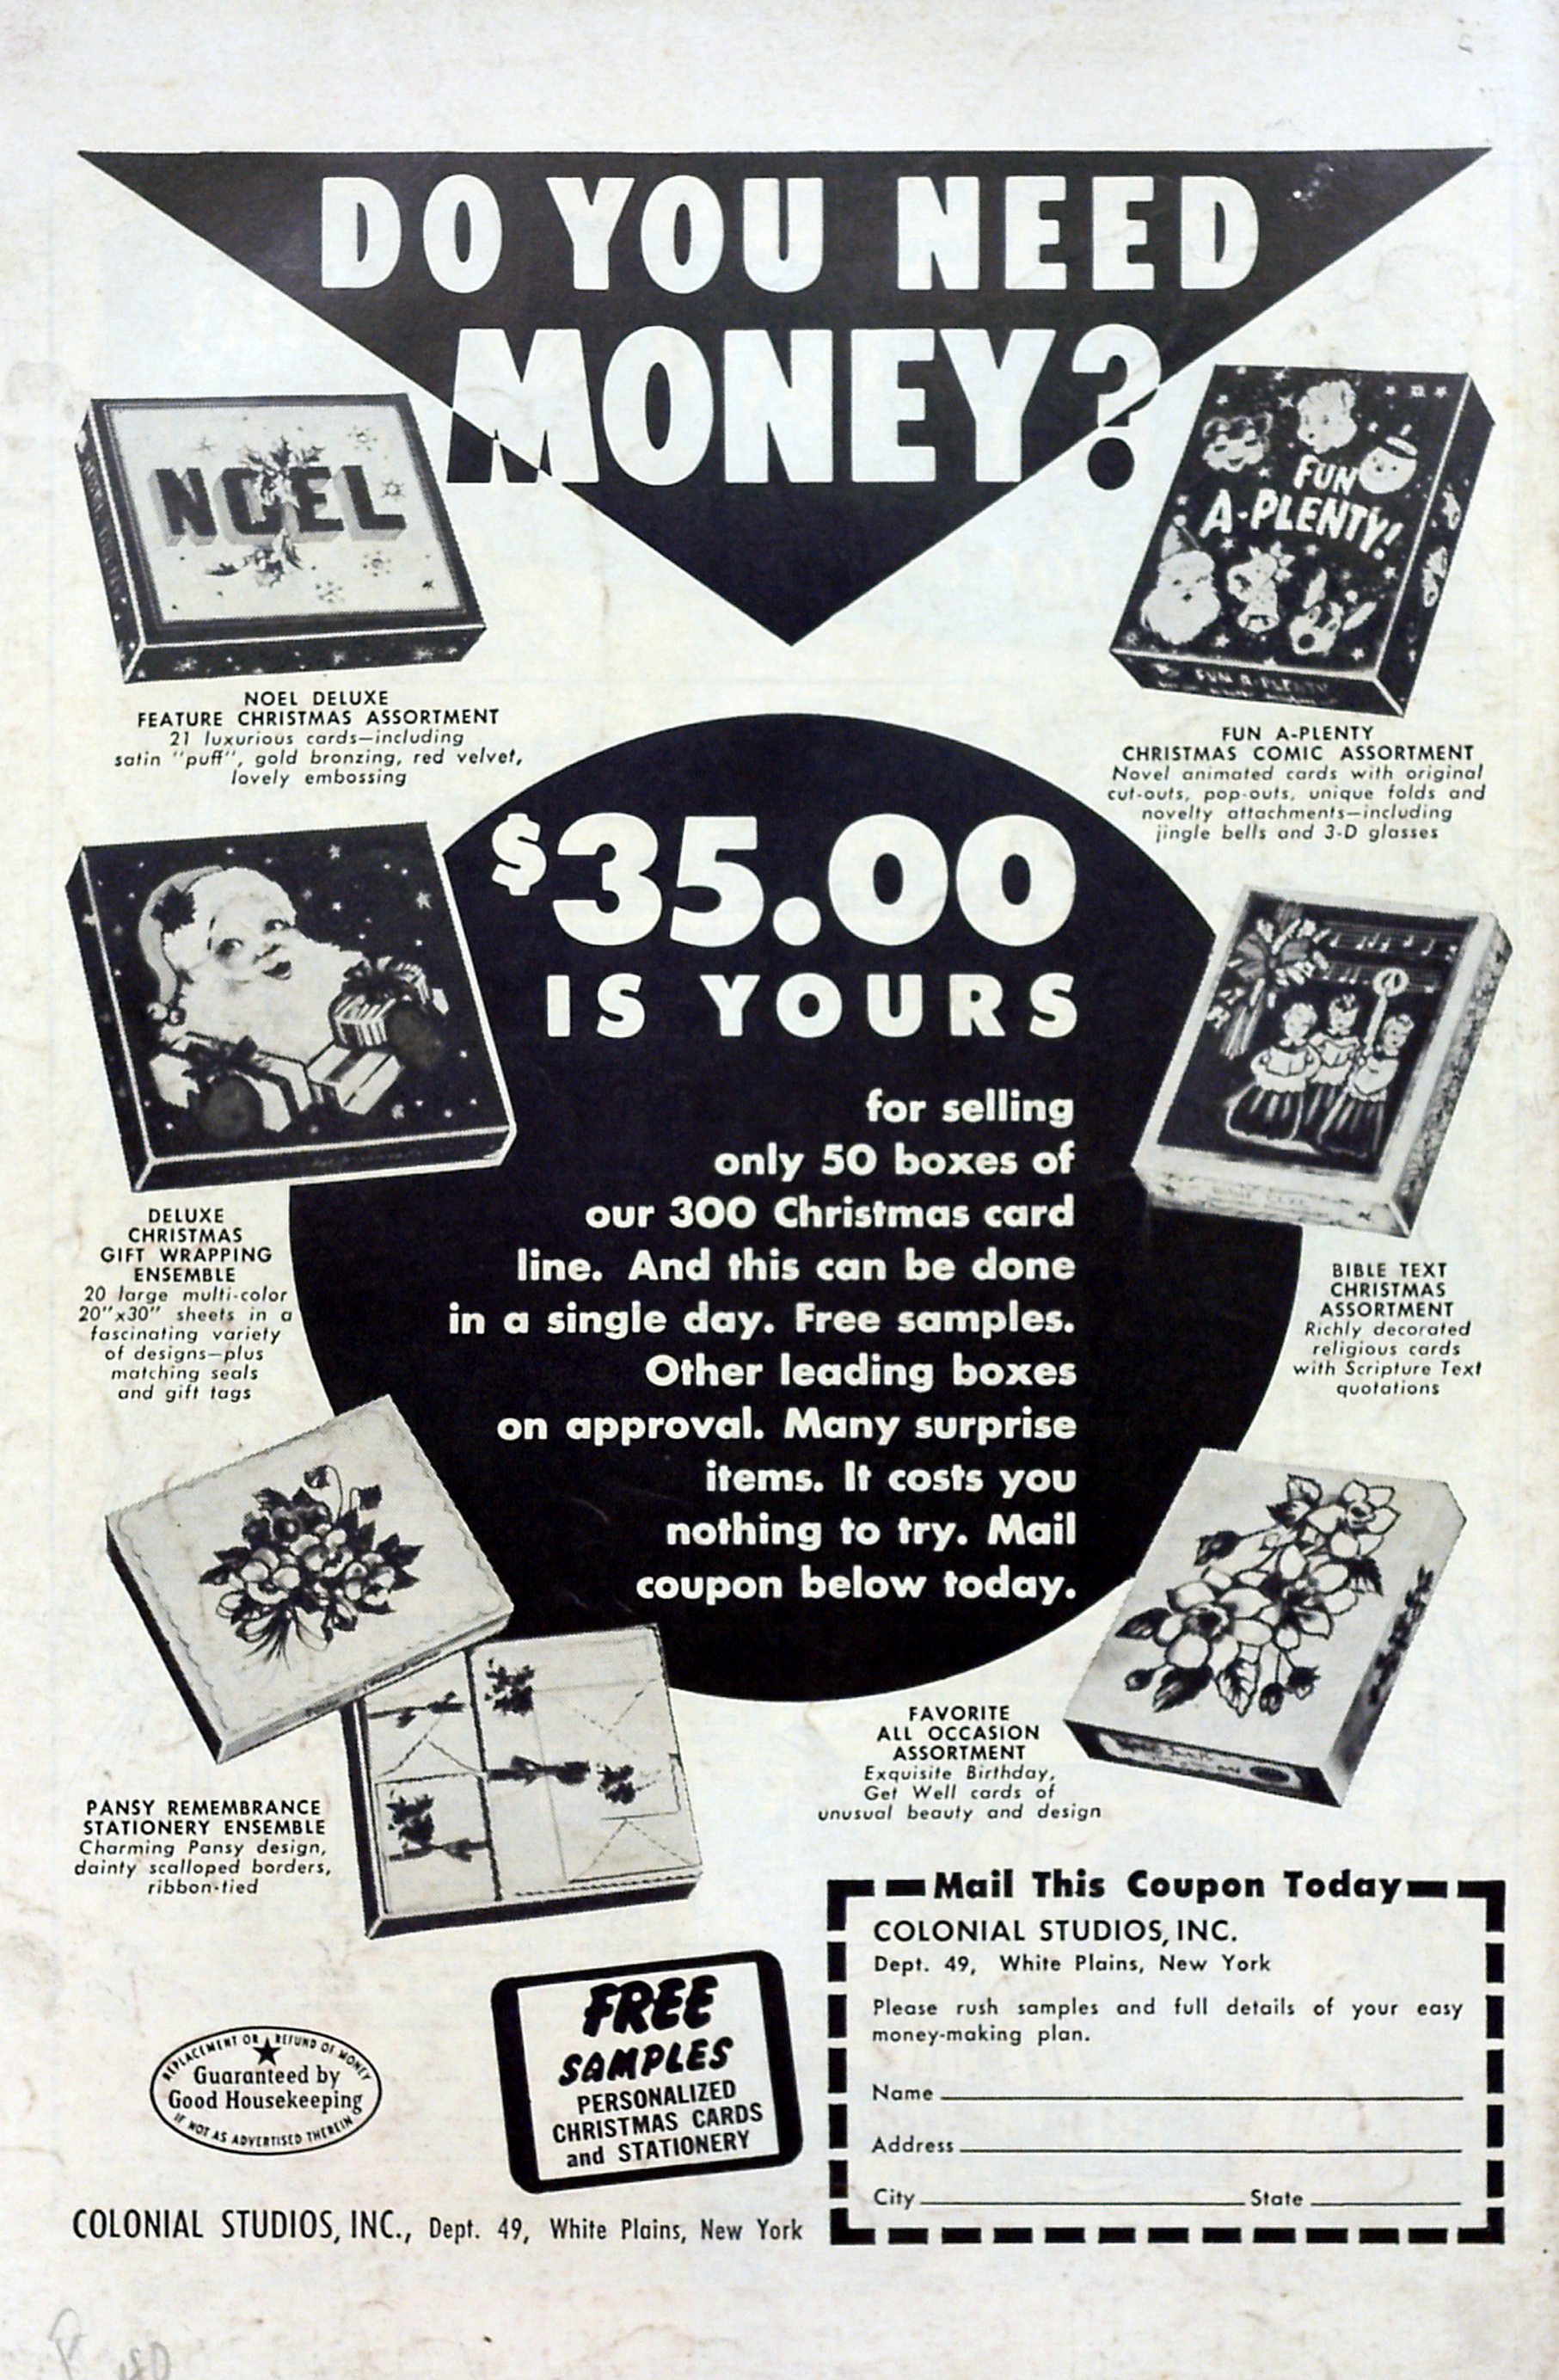 DO YOU NEED
MONEY?
NOEL
NOEL DELUXE
FEATURE CHRISTMAS ASSORTMENT
21 luxurious cards—including
satin "puff", gold bronzing, red velvet,
lovely embossing
FUN
A-PLENTY!
FUN A-PLENTY
FUN A-PLENTY
CHRISTMAS COMIC ASSORTMENT
Novel animated cards with original
cut-outs, pop-outs, unique folds and
novelty attachments—including
jingle bells and 3-D glasses
$35.00
IS YOURS
for selling
only 50 boxes of
our 300 Christmas card
line. And this can be done
in a single day. Free samples.
Other leading boxes
on approval. Many surprise
items. It costs you
nothing to try. Mail
coupon below today.
DELUXE
CHRISTMAS
GIFT WRAPPING
ENSEMBLE
20 large multi-color
20"x30" sheets in a
fascinating variety
of designs—plus
matching seals
and gift tags
BIBLE TEXT
CHRISTMAS
ASSORTMENT
Richly decorated
religious cards
with Scripture Text
quotations
PANSY REMEMBRANCE
STATIONERY ENSEMBLE
Charming Pansy design,
dainty scalloped borders,
ribbon-tied
FAVORITE
ALL OCCASION
ASSORTMENT
Exquisite Birthday,
Get Well cards of
unusual beauty and design
REPLACEMENT OR REFUND OF MONEY
Guaranteed by
Good Housekeeping
IF NOT AS ADVERTISED THEREIN
FREE
SAMPLES
PERSONALIZED
CHRISTMAS CARDS
and STATIONERY
COLONIAL STUDIOS, INC., Dept. 49, White Plains, New York
Mail This Coupon Today
COLONIAL STUDIOS, INC.
Dept. 49, White Plains, New York
Please rush samples and full details of your easy
money-making plan.
Name
Address
City State